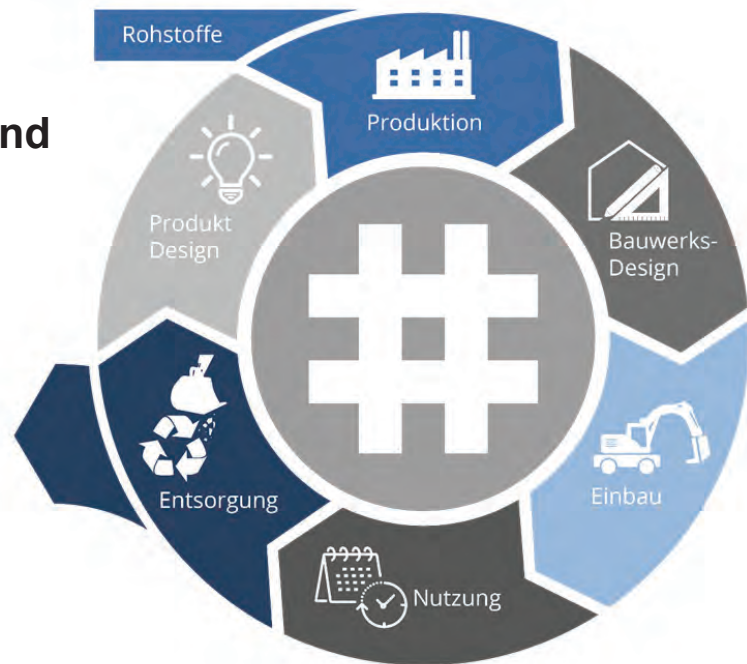 Rohstoffe
nd
Produktion
Produkt
Design
Bauwerks-
Design
Entsorgung
Einbau
Nutzung